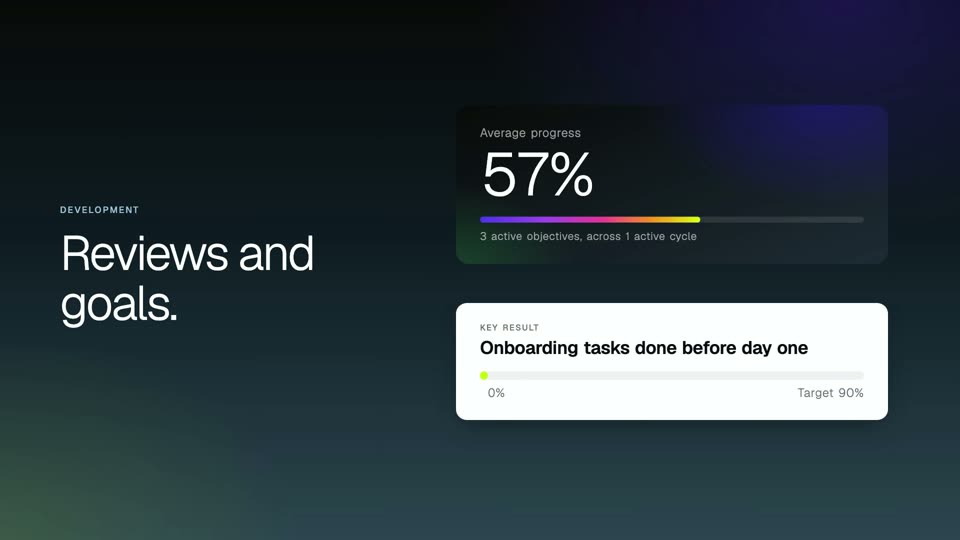 DEVELOPMENT
Reviews and
goals.
Average progress
57%
3 active objectives, across 1 active cycle
KEY RESULT
Onboarding tasks done before day one
0%
Target 90%